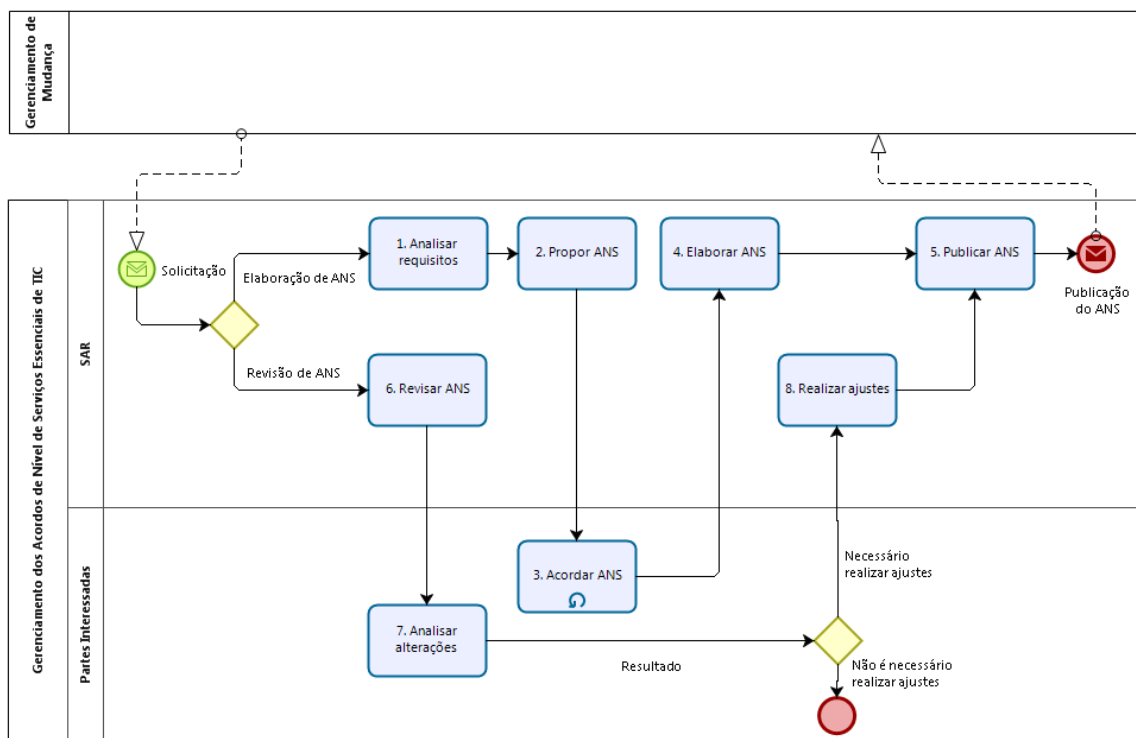 Gerenciamento de
Mudança
Gerenciamento dos Acordos de Nível de Serviços Essenciais de TIC
SAR
Solicitação
Elaboração de ANS
1. Analisar
requisitos
2. Propor ANS
4. Elaborar ANS
5. Publicar ANS
Publicação
do ANS
Revisão de ANS
6. Revisar ANS
8. Realizar ajustes
Partes Interessadas
3. Acordar ANS
Necessário
realizar ajustes
7. Analisar
alterações
Resultado
Não é necessário
realizar ajustes